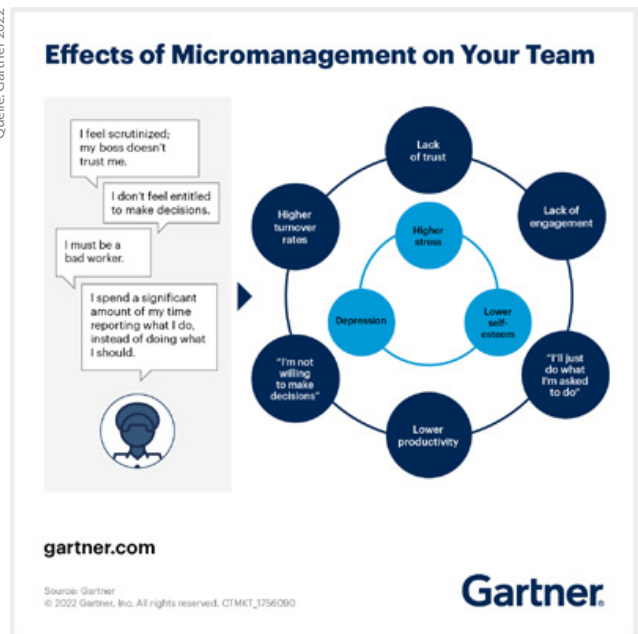 Quelle: Gartner 2022
Effects of Micromanagement on Your Team
I feel scrutinized;
my boss doesn't
trust me.
I don't feel entitled
to make decisions.
I must be a
bad worker.
I spend a significant
amount of my time
reporting what I do,
instead of doing what
I should.
Lack
of trust
Lack of
engagement
"I'll just
do what
I'm asked
to do"
Lower
productivity
"I'm not
willing
to make
decisions"
Higher
turnover
rates
Higher
stress
Lower
self-
esteem
Depression
gartner.com
Source: Gartner
© 2022 Gartner, Inc. All rights reserved. CTMKT_1756090
Gartner.